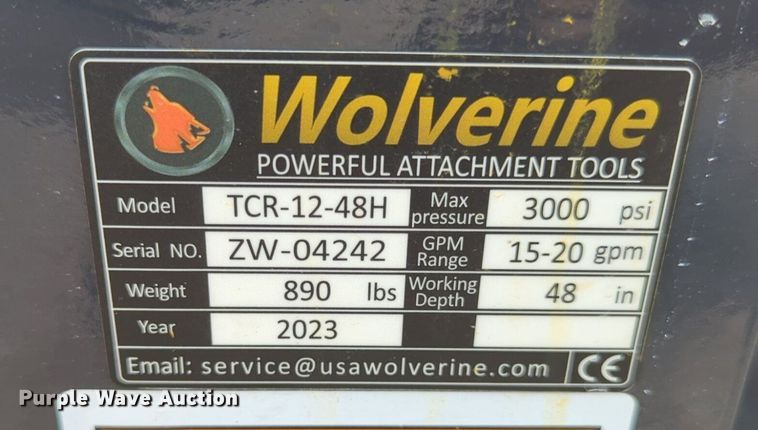 Wolverine
POWERFUL ATTACHMENT TOOLS
Model TCR-12-48H Max pressure 3000 psi
Serial NO. ZW-04242 GPM Range 15-20 gpm
Weight 890 lbs Working Depth 48 in
Year 2023
Email: service@usawolverine.com CE
Purple Wave Auction